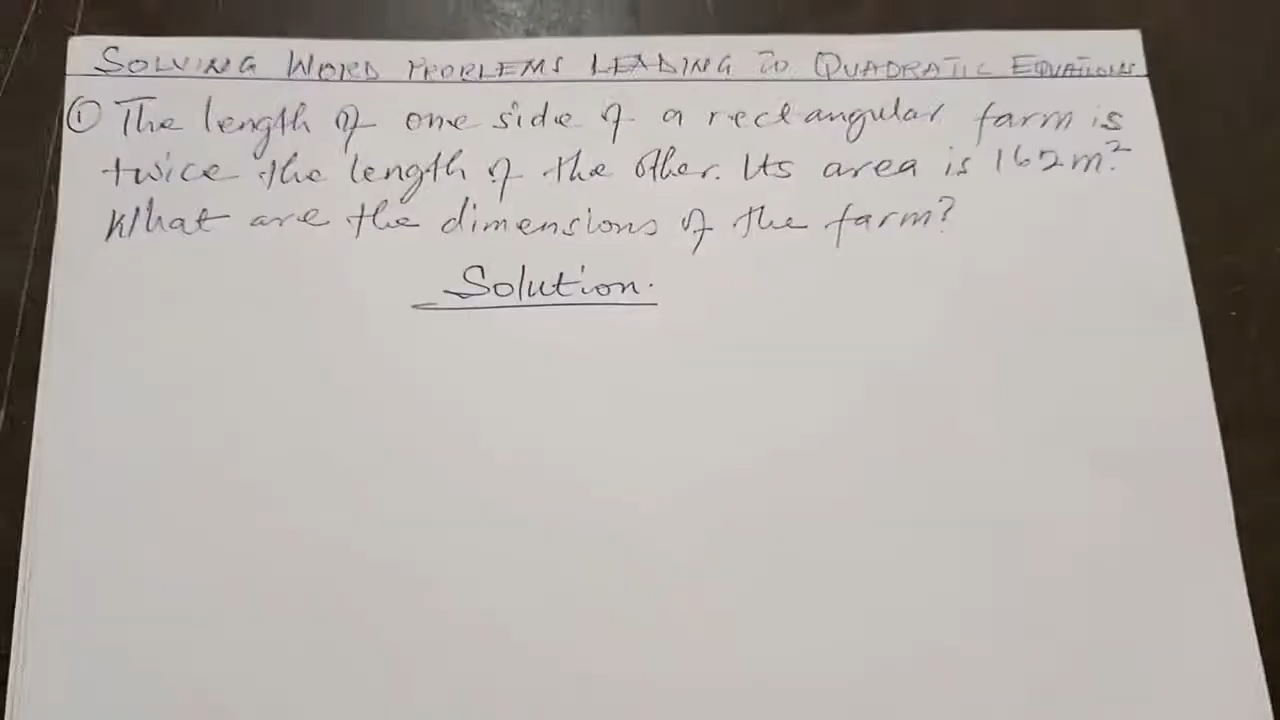 SOLVING WORD PROBLEMS LEADING TO QUADRATIC EQUATIONS
① The length of one side of a rectangular farm is
twice the length of the other. Its area is 162m².
What are the dimensions of the farm?
Solution.